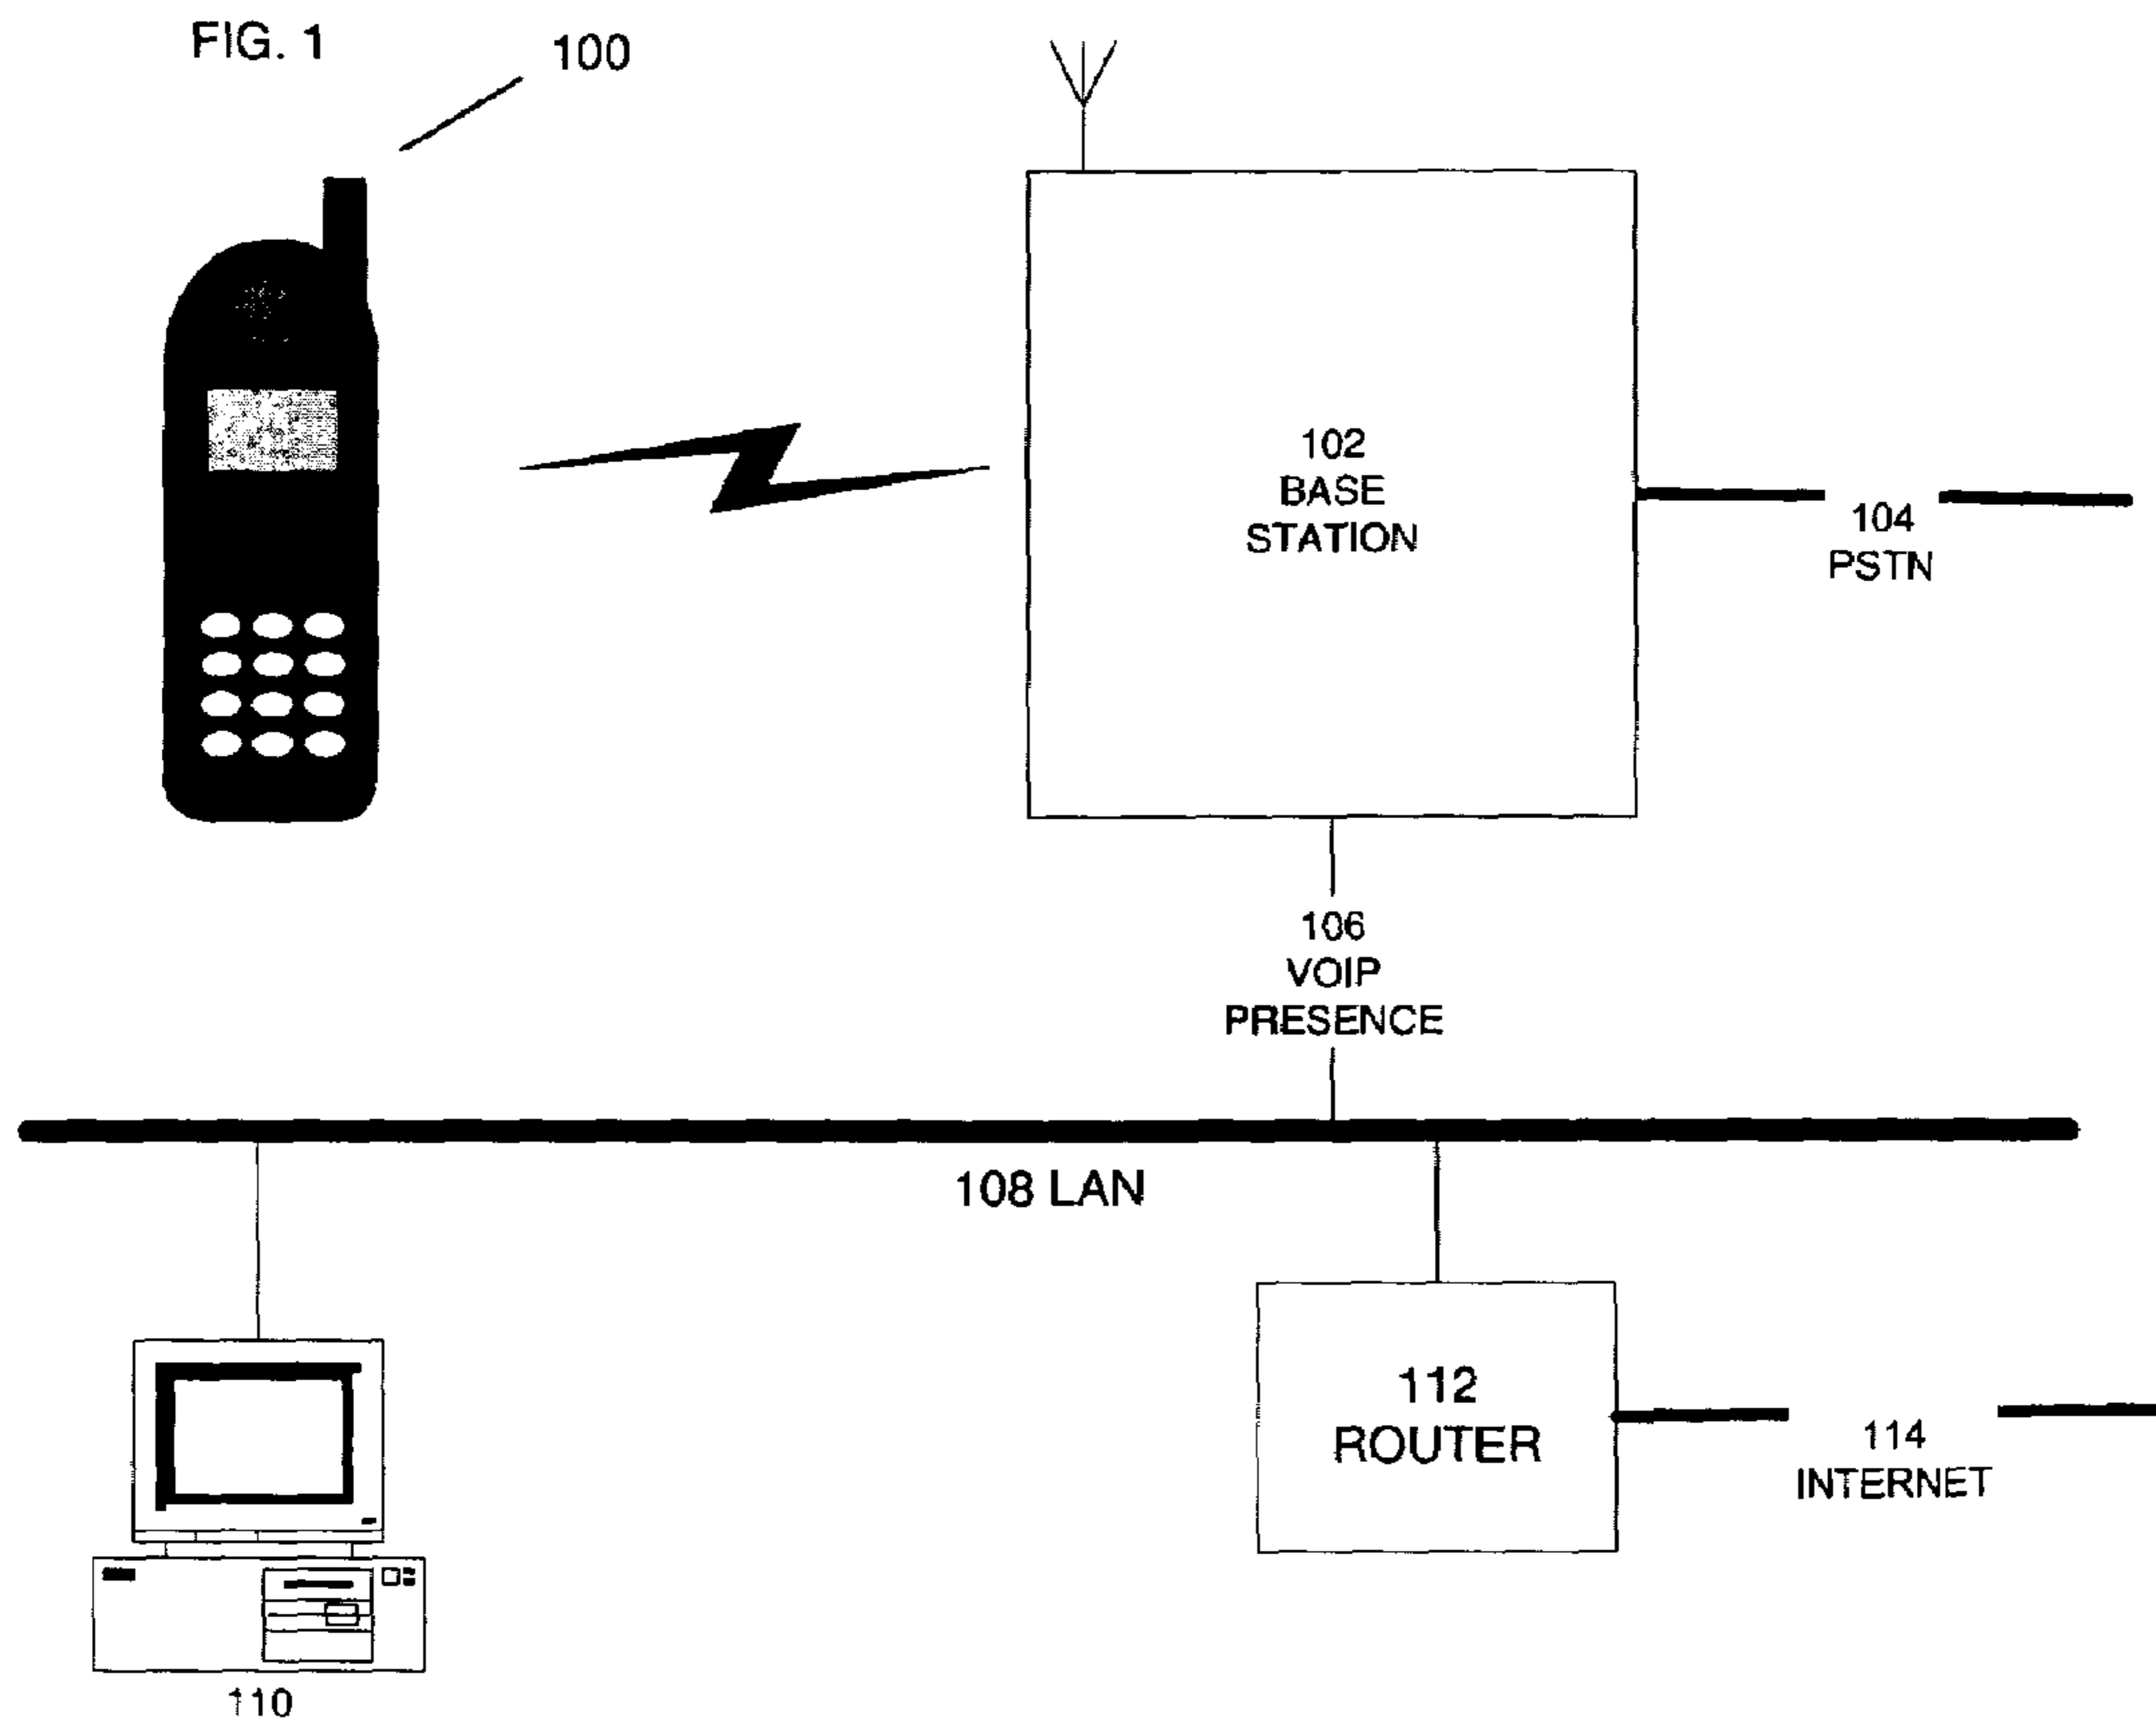 FIG. 1
100
102
BASE
STATION
104
PSTN
106
VOIP
PRESENCE
108 LAN
112
ROUTER
114
INTERNET
110